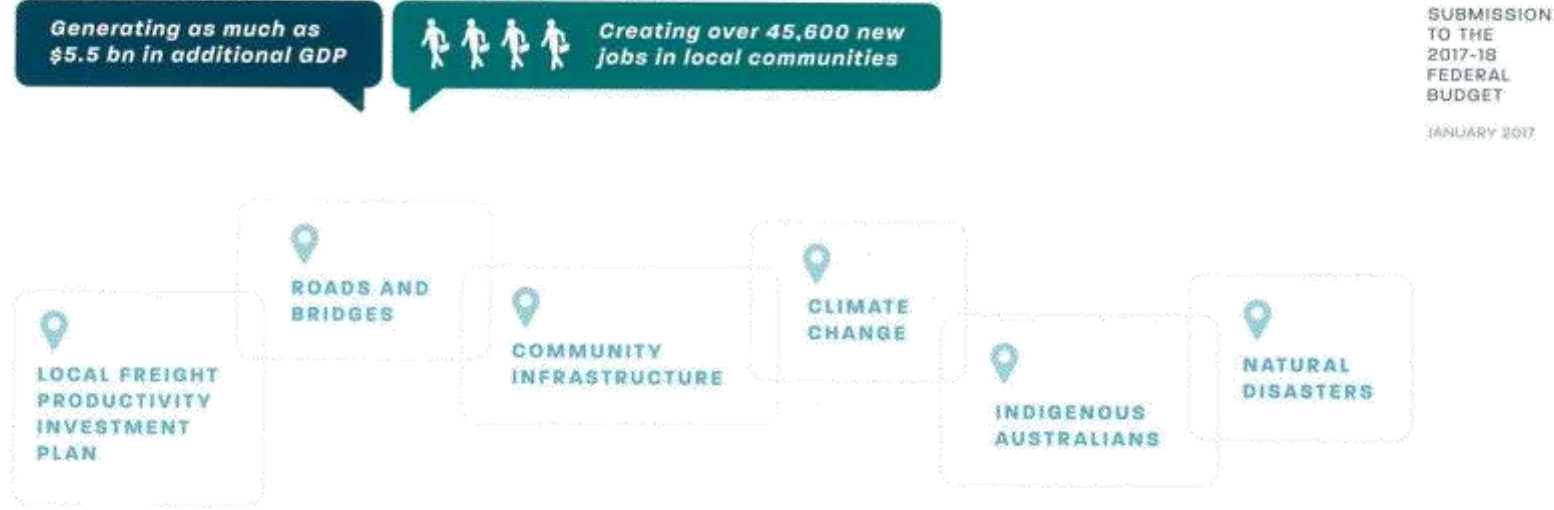 Generating as much as
$5.5 bn in additional GDP
Creating over 45,600 new
jobs in local communities
SUBMISSION
TO THE
2017-18
FEDERAL
BUDGET
JANUARY 2017
ROADS AND
BRIDGES
CLIMATE
CHANGE
COMMUNITY
INFRASTRUCTURE
NATURAL
DISASTERS
LOCAL FREIGHT
PRODUCTIVITY
INVESTMENT
PLAN
INDIGENOUS
AUSTRALIANS